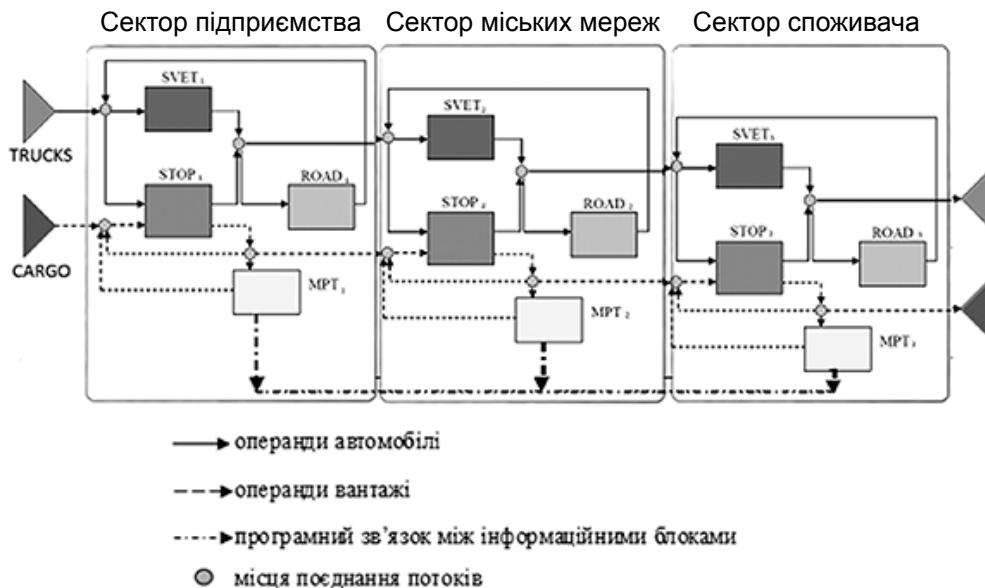 Сектор підприємства Сектор міських мереж Сектор споживача
SVET₁
SVET₂
SVET₃
TRUCKS
STOP₁
ROAD₁
STOP₂
ROAD₂
STOP₃
ROAD₃
CARGO
MPT₁
MPT₂
MPT₃
операнди автомобілі
операнди вантажі
програмний зв'язок між інформаційними блоками
місця поєднання потоків